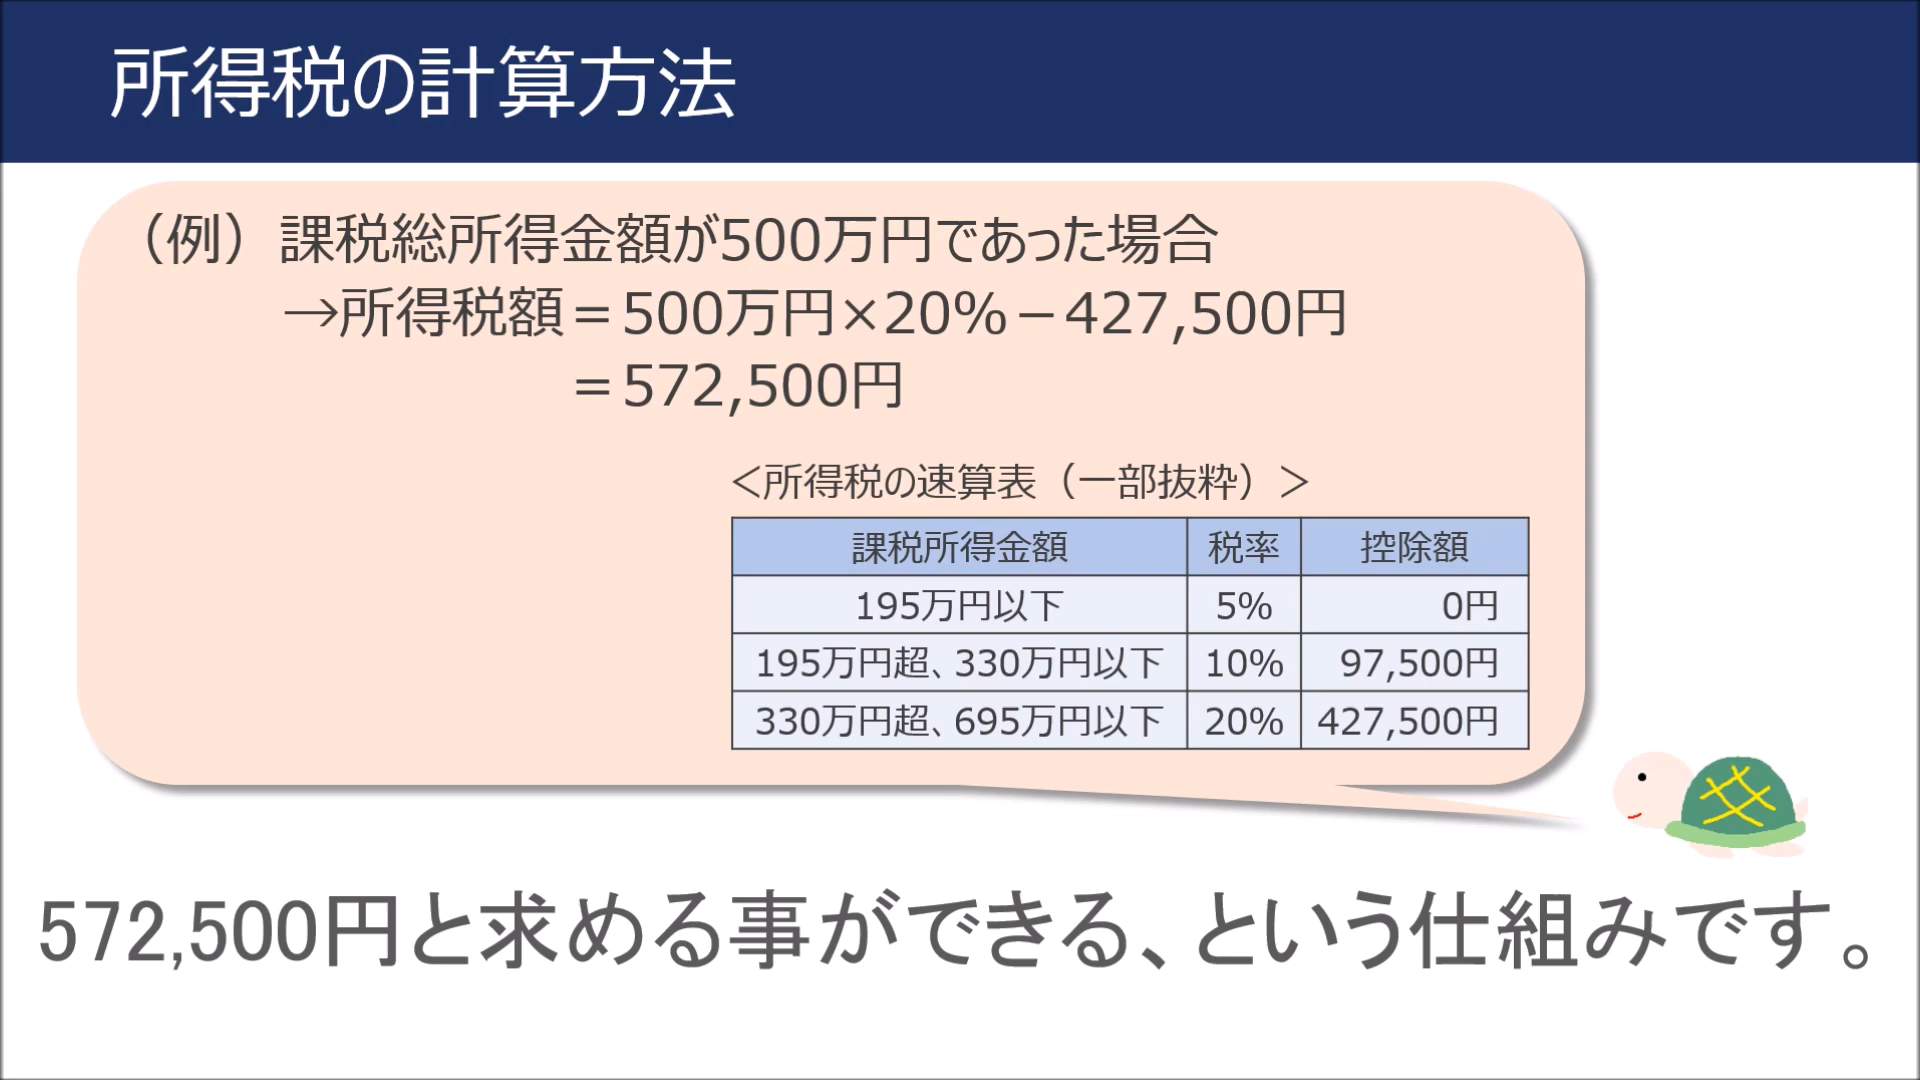 所得税の計算方法
（例）課税総所得金額が500万円であった場合
→所得税額＝500万円×20%－427,500円
＝572,500円
＜所得税の速算表（一部抜粋）＞
課税所得金額 税率 控除額
195万円以下 5% 0円
195万円超、330万円以下 10% 97,500円
330万円超、695万円以下 20% 427,500円
572,500円と求める事ができる、という仕組みです。